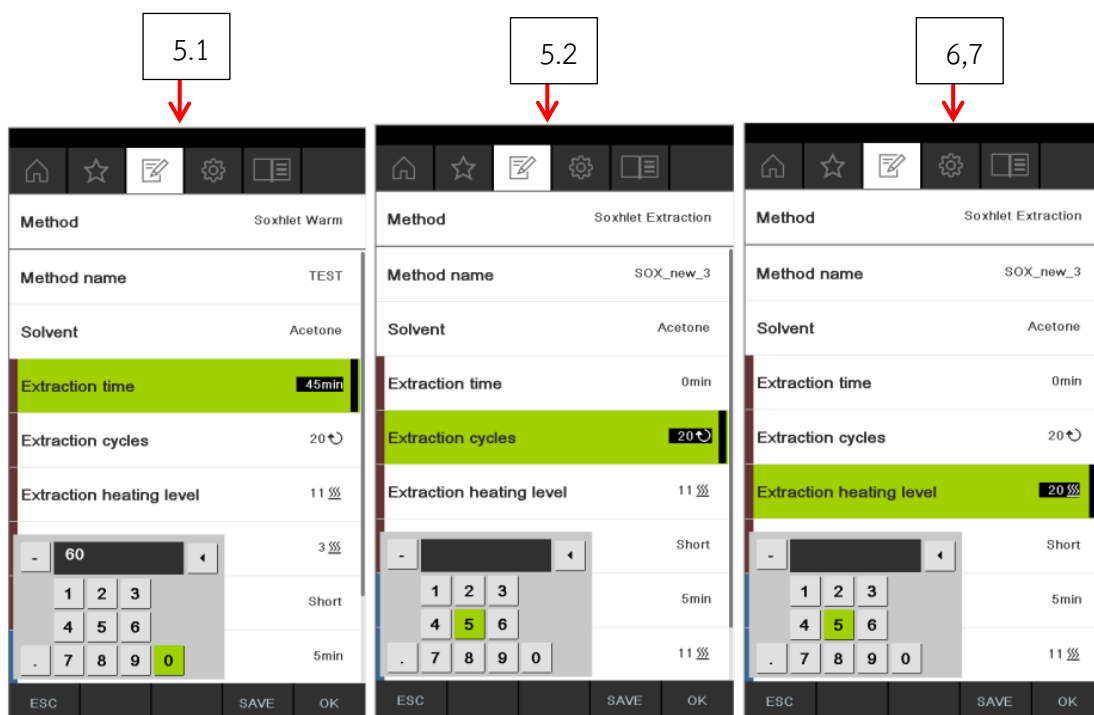 5.1
5.2
6,7
Method Soxhlet Warm
Method name TEST
Solvent Acetone
Extraction time 45min
Extraction cycles 20
Extraction heating level 11
3
Short
5min
- 60
1 2 3
4 5 6
. 7 8 9 0
ESC SAVE OK
Method Soxhlet Extraction
Method name SOX_new_3
Solvent Acetone
Extraction time 0min
Extraction cycles 20
Extraction heating level 11
Short
5min
11
-
1 2 3
4 5 6
. 7 8 9 0
ESC SAVE OK
Method Soxhlet Extraction
Method name SOX_new_3
Solvent Acetone
Extraction time 0min
Extraction cycles 20
Extraction heating level 20
Short
5min
11
-
1 2 3
4 5 6
. 7 8 9 0
ESC SAVE OK